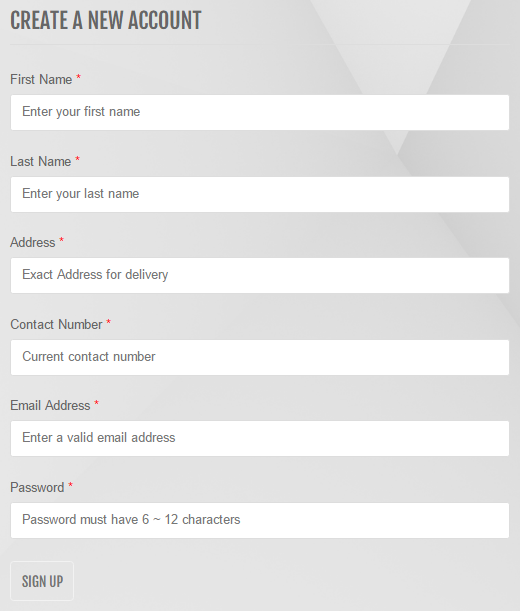 CREATE A NEW ACCOUNT
First Name *
Enter your first name
Last Name *
Enter your last name
Address *
Exact Address for delivery
Contact Number *
Current contact number
Email Address *
Enter a valid email address
Password *
Password must have 6 ~ 12 characters
SIGN UP